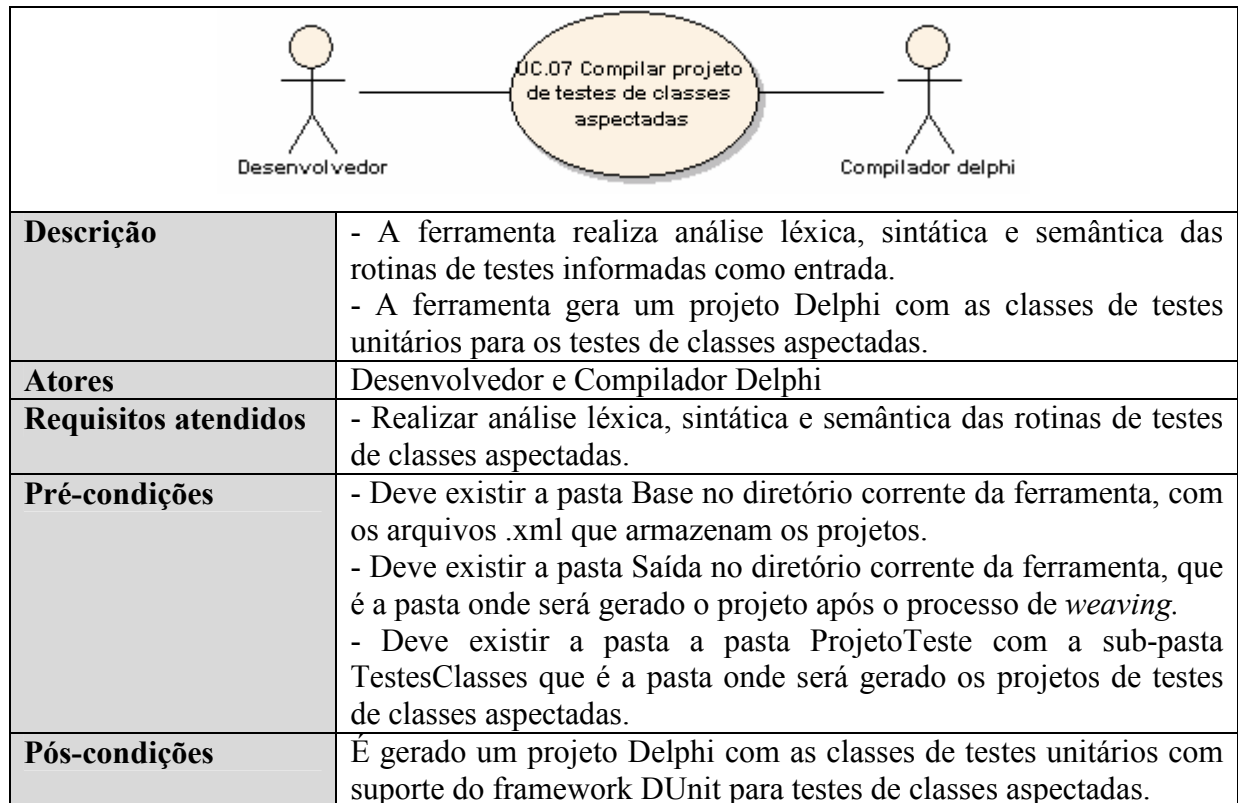 UC.07 Compilar projeto
de testes de classes
aspectadas
Desenvolvedor
Compilador delphi
Descrição
- A ferramenta realiza análise léxica, sintática e semântica das
rotinas de testes informadas como entrada.
- A ferramenta gera um projeto Delphi com as classes de testes
unitários para os testes de classes aspectadas.
Atores
Desenvolvedor e Compilador Delphi
Requisitos atendidos
- Realizar análise léxica, sintática e semântica das rotinas de testes
de classes aspectadas.
Pré-condições
- Deve existir a pasta Base no diretório corrente da ferramenta, com
os arquivos .xml que armazenam os projetos.
- Deve existir a pasta Saída no diretório corrente da ferramenta, que
é a pasta onde será gerado o projeto após o processo de weaving.
- Deve existir a pasta a pasta ProjetoTeste com a sub-pasta
TestesClasses que é a pasta onde será gerado os projetos de testes
de classes aspectadas.
Pós-condições
É gerado um projeto Delphi com as classes de testes unitários com
suporte do framework DUnit para testes de classes aspectadas.